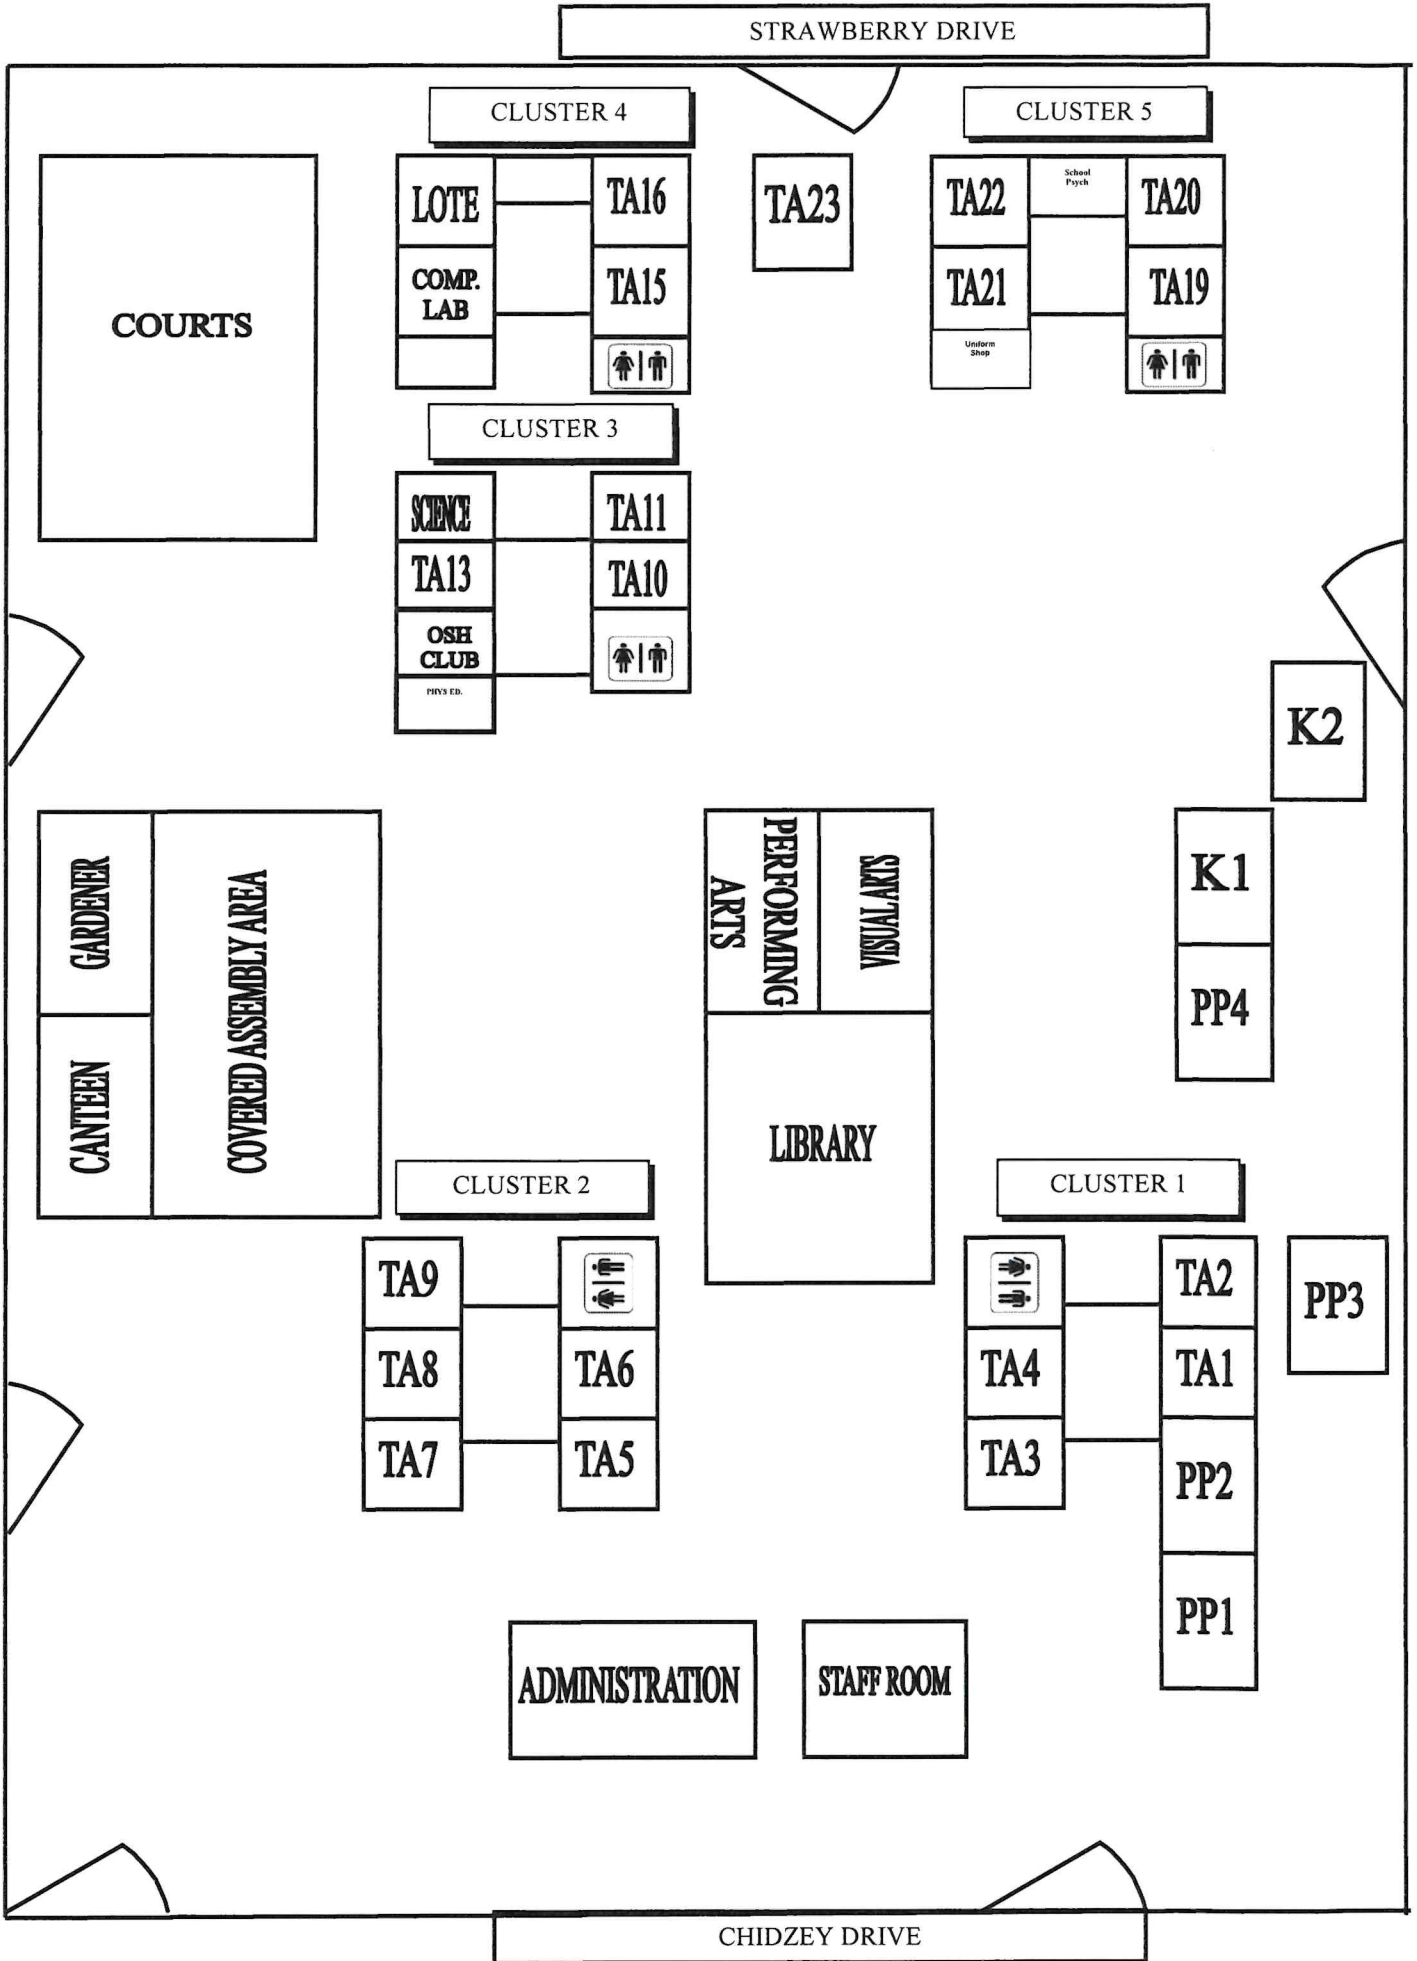 STRAWBERRY DRIVE
CLUSTER 4
CLUSTER 5
LOTE
TA16
TA23
TA22
School
Psych
TA20
COMP.
LAB
TA15
TA21
TA19
COURTS
Uniform
Shop
CLUSTER 3
SCIENCE
TA11
TA13
TA10
OSH
CLUB
PHYS ED.
K2
GARDENER
COVERED ASSEMBLY AREA
PERFORMING
ARTS
VISUAL ARTS
K1
PP4
CANTEEN
LIBRARY
CLUSTER 2
CLUSTER 1
TA9
TA2
PP3
TA8
TA6
TA4
TA1
TA7
TA5
TA3
PP2
PP1
ADMINISTRATION
STAFF ROOM
CHIDZEY DRIVE